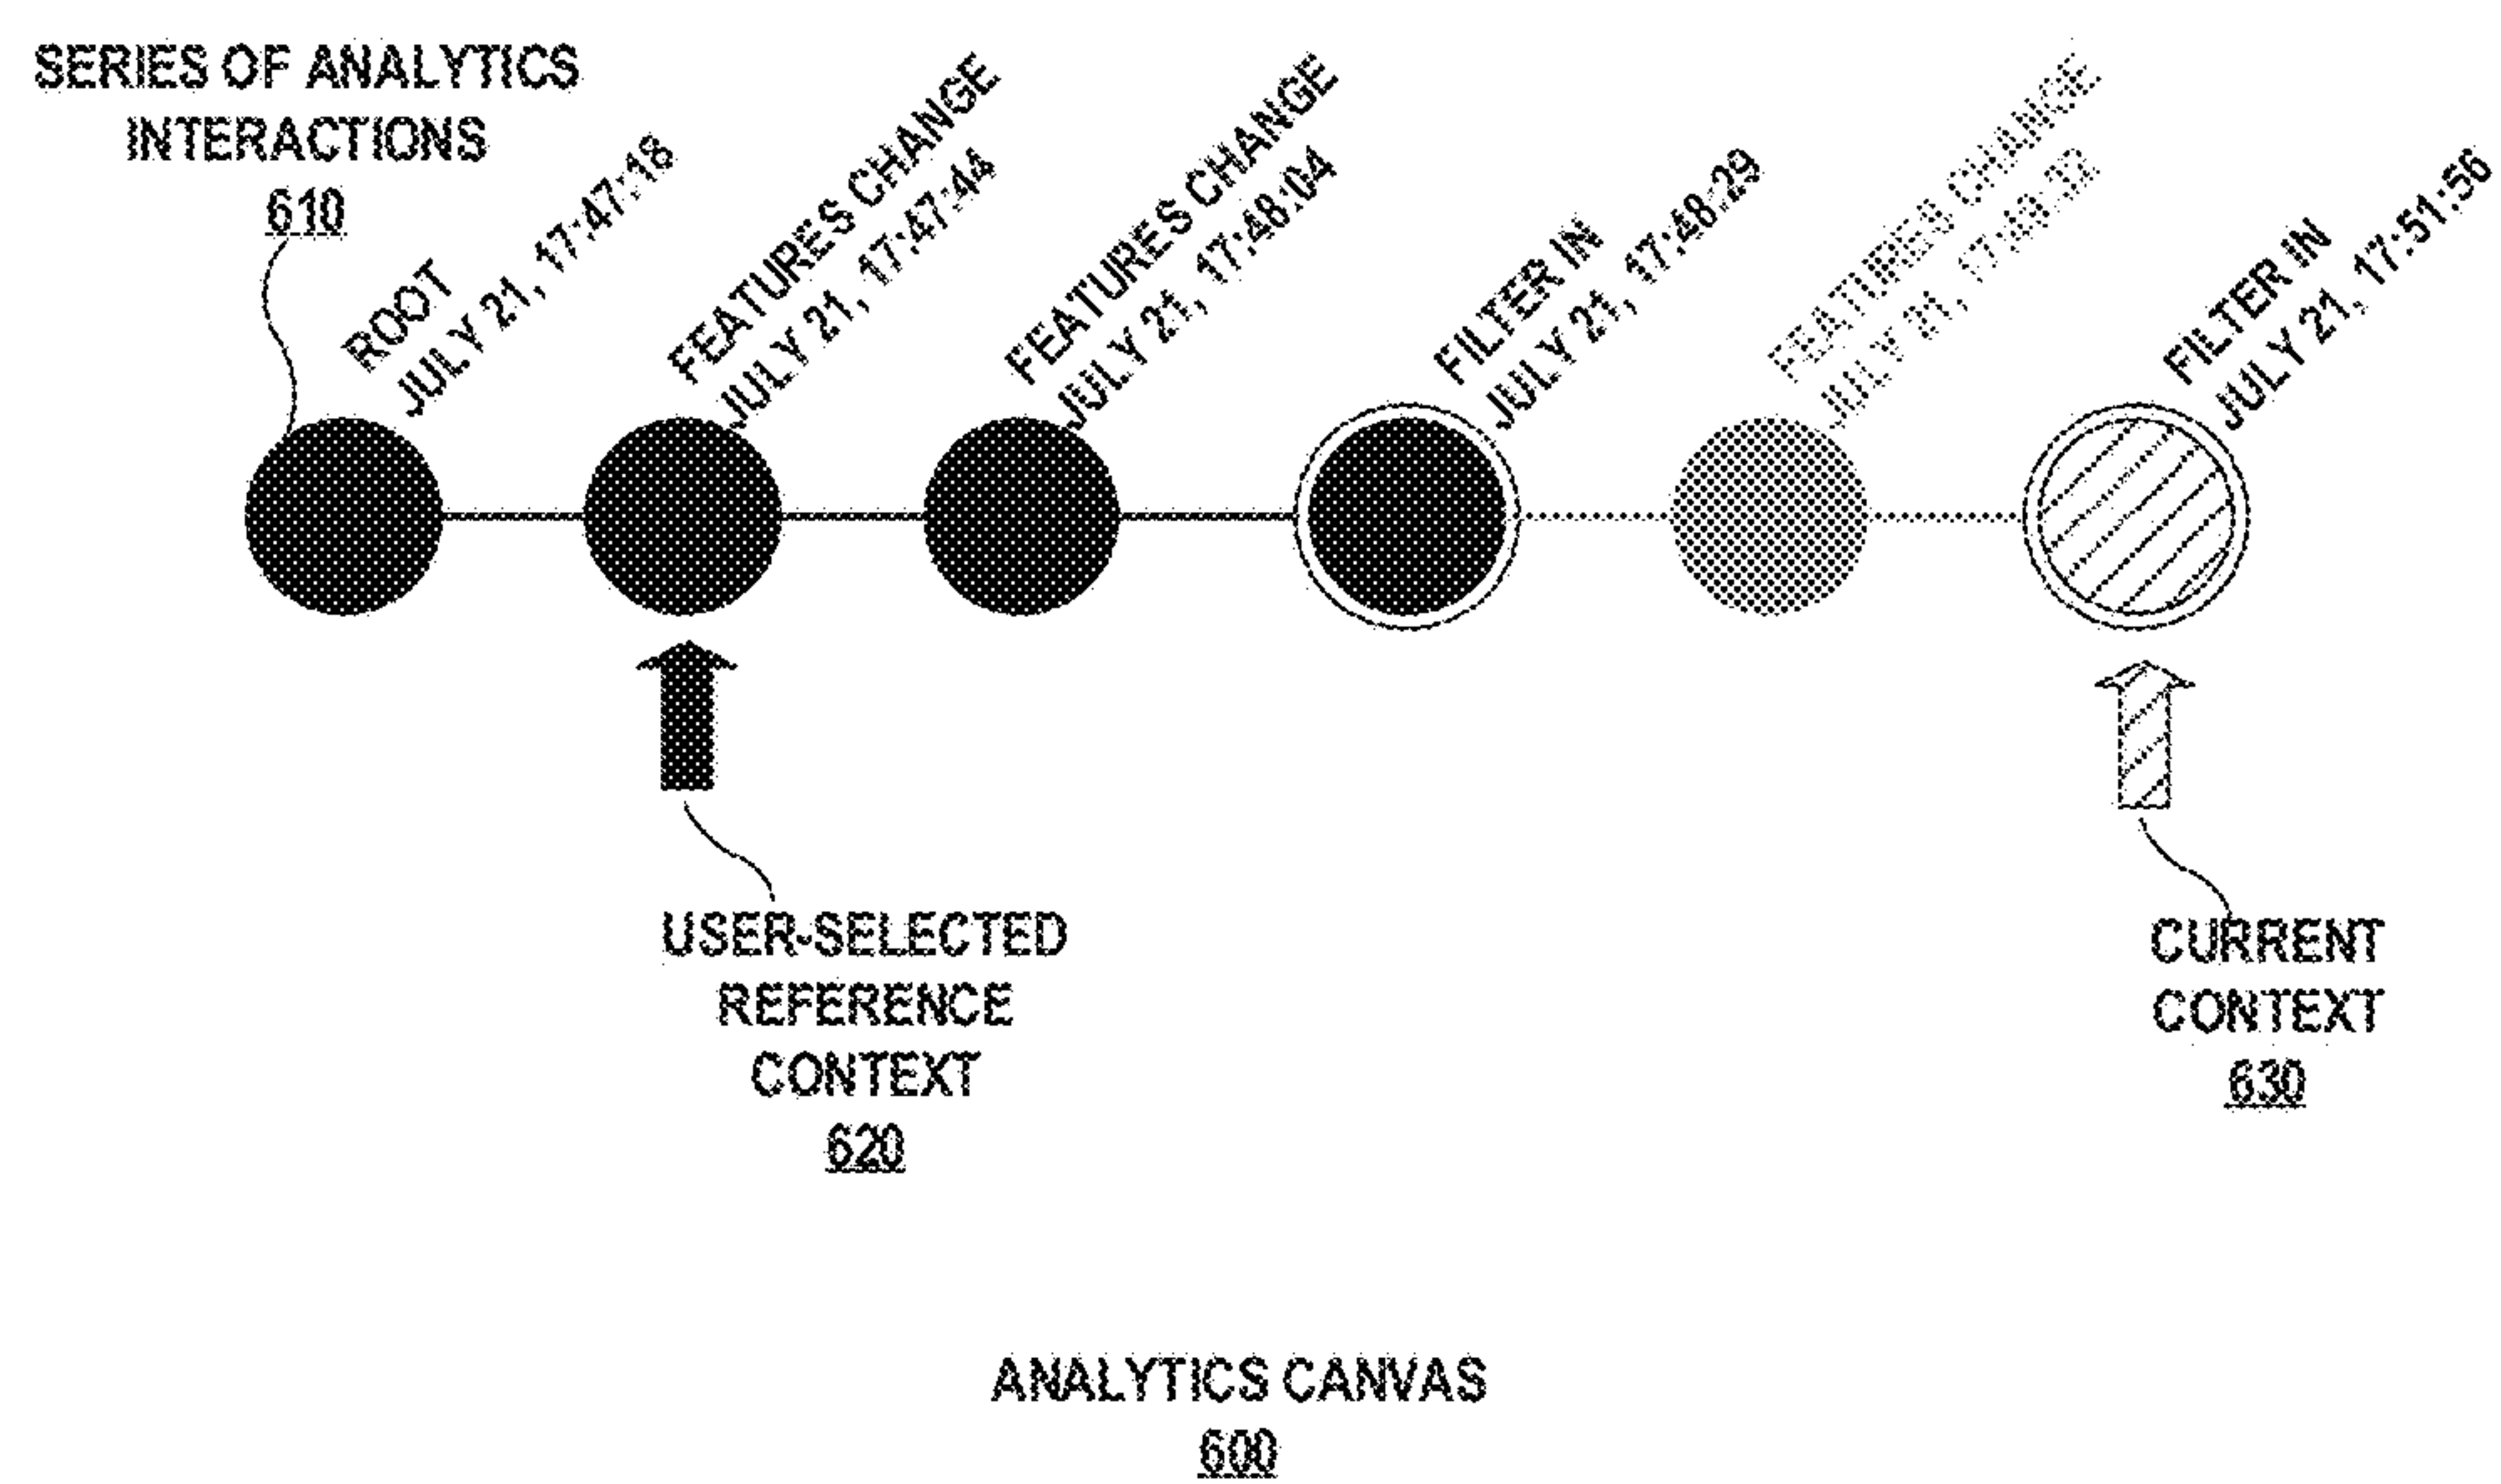 SERIES OF ANALYTICS
INTERACTIONS
610
ROOT
JULY 21, 17:47:18
FEATURES CHANGE
JULY 21, 17:47:44
FEATURES CHANGE
JULY 21, 17:48:04
FILTER IN
JULY 21, 17:48:29
FEATURES CHANGE
JULY 21,
FILTER IN
JULY 21, 17:51:56
USER-SELECTED
REFERENCE
CONTEXT
620
CURRENT
CONTEXT
630
ANALYTICS CANVAS
600